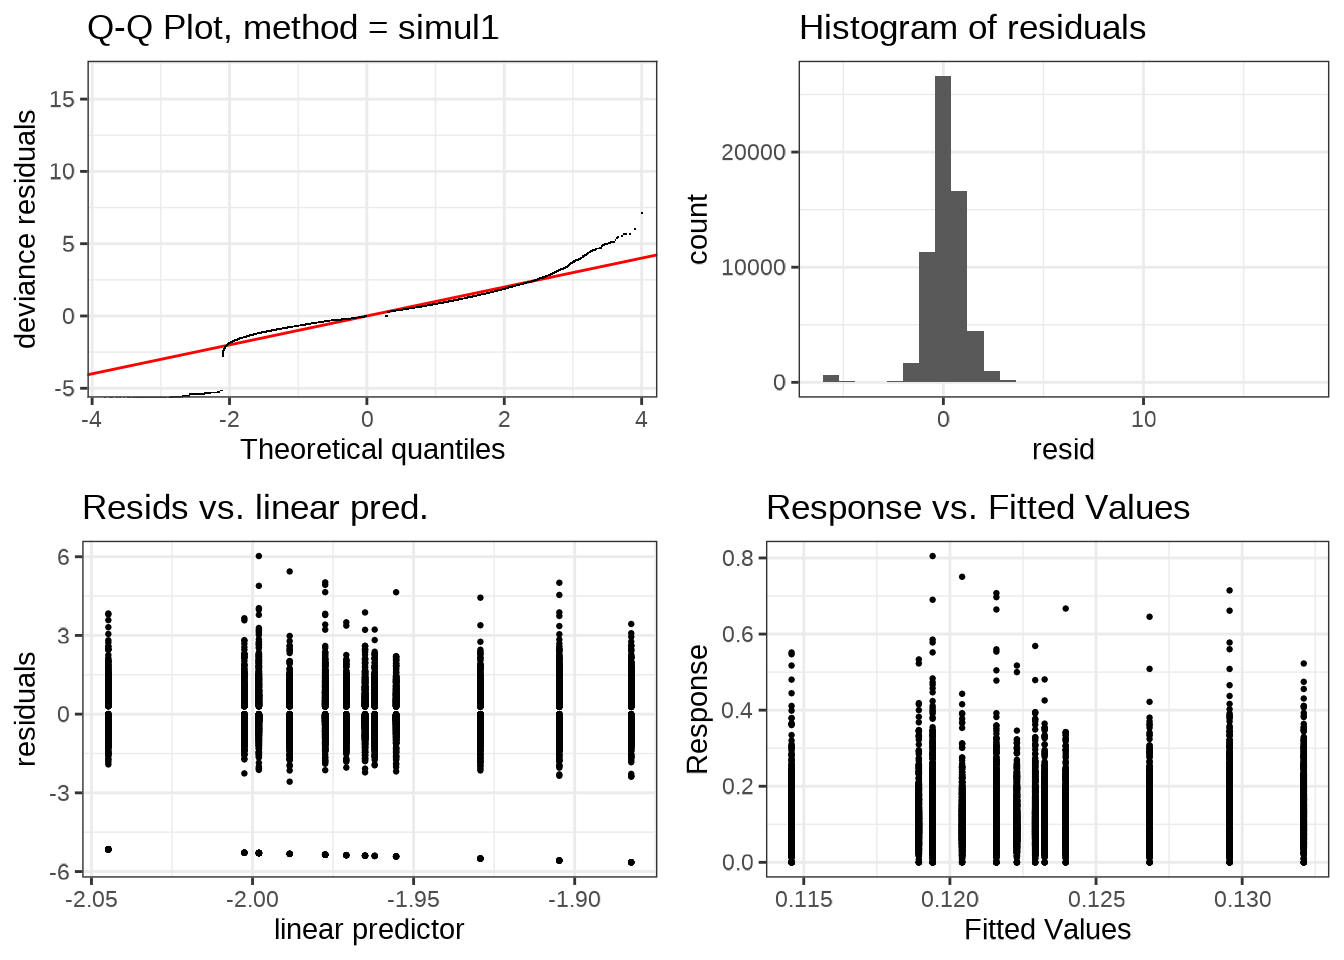 Q-Q Plot, method = simul1
deviance residuals
15
10
5
0
-5
-4
-2
0
2
4
Theoretical quantiles
Histogram of residuals
count
20000
10000
0
0
10
resid
Resids vs. linear pred.
residuals
6
3
0
-3
-6
-2.05
-2.00
-1.95
-1.90
linear predictor
Response vs. Fitted Values
Response
0.8
0.6
0.4
0.2
0.0
0.115
0.120
0.125
0.130
Fitted Values